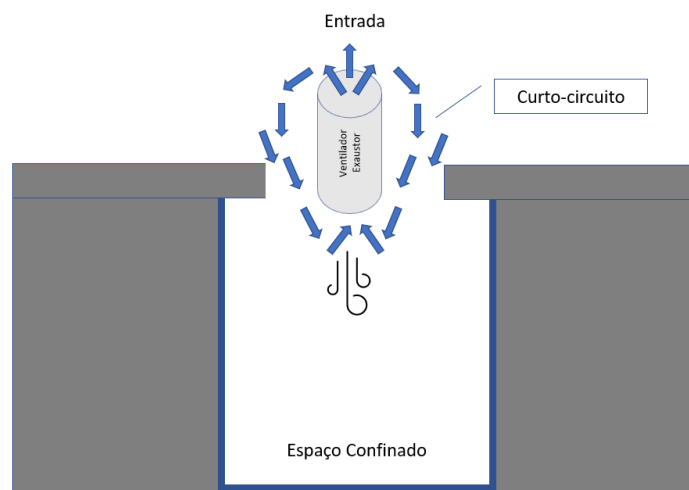 Entrada
Curto-circuito
Ventilador
Exaustor
Espaço Confinado